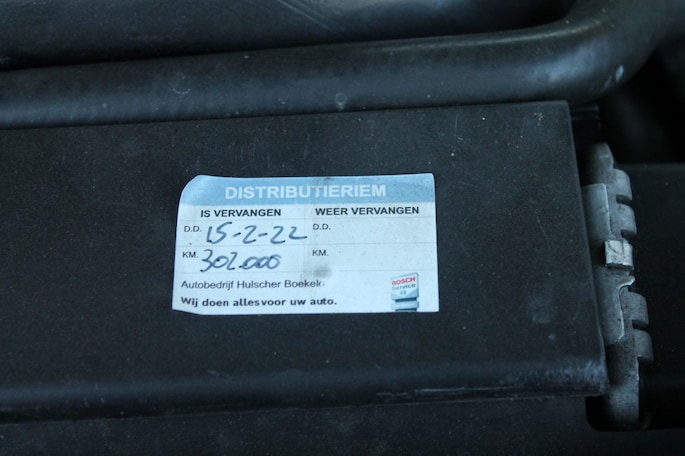 DISTRIBUTIERIEM
IS VERVANGEN WEER VERVANGEN
D.D. 15-2-22 D.D.
KM. 302.000 KM.
Autobedrijf Hulscher Boekelo
Wij doen allesvoor uw auto.
BOSCH
Service